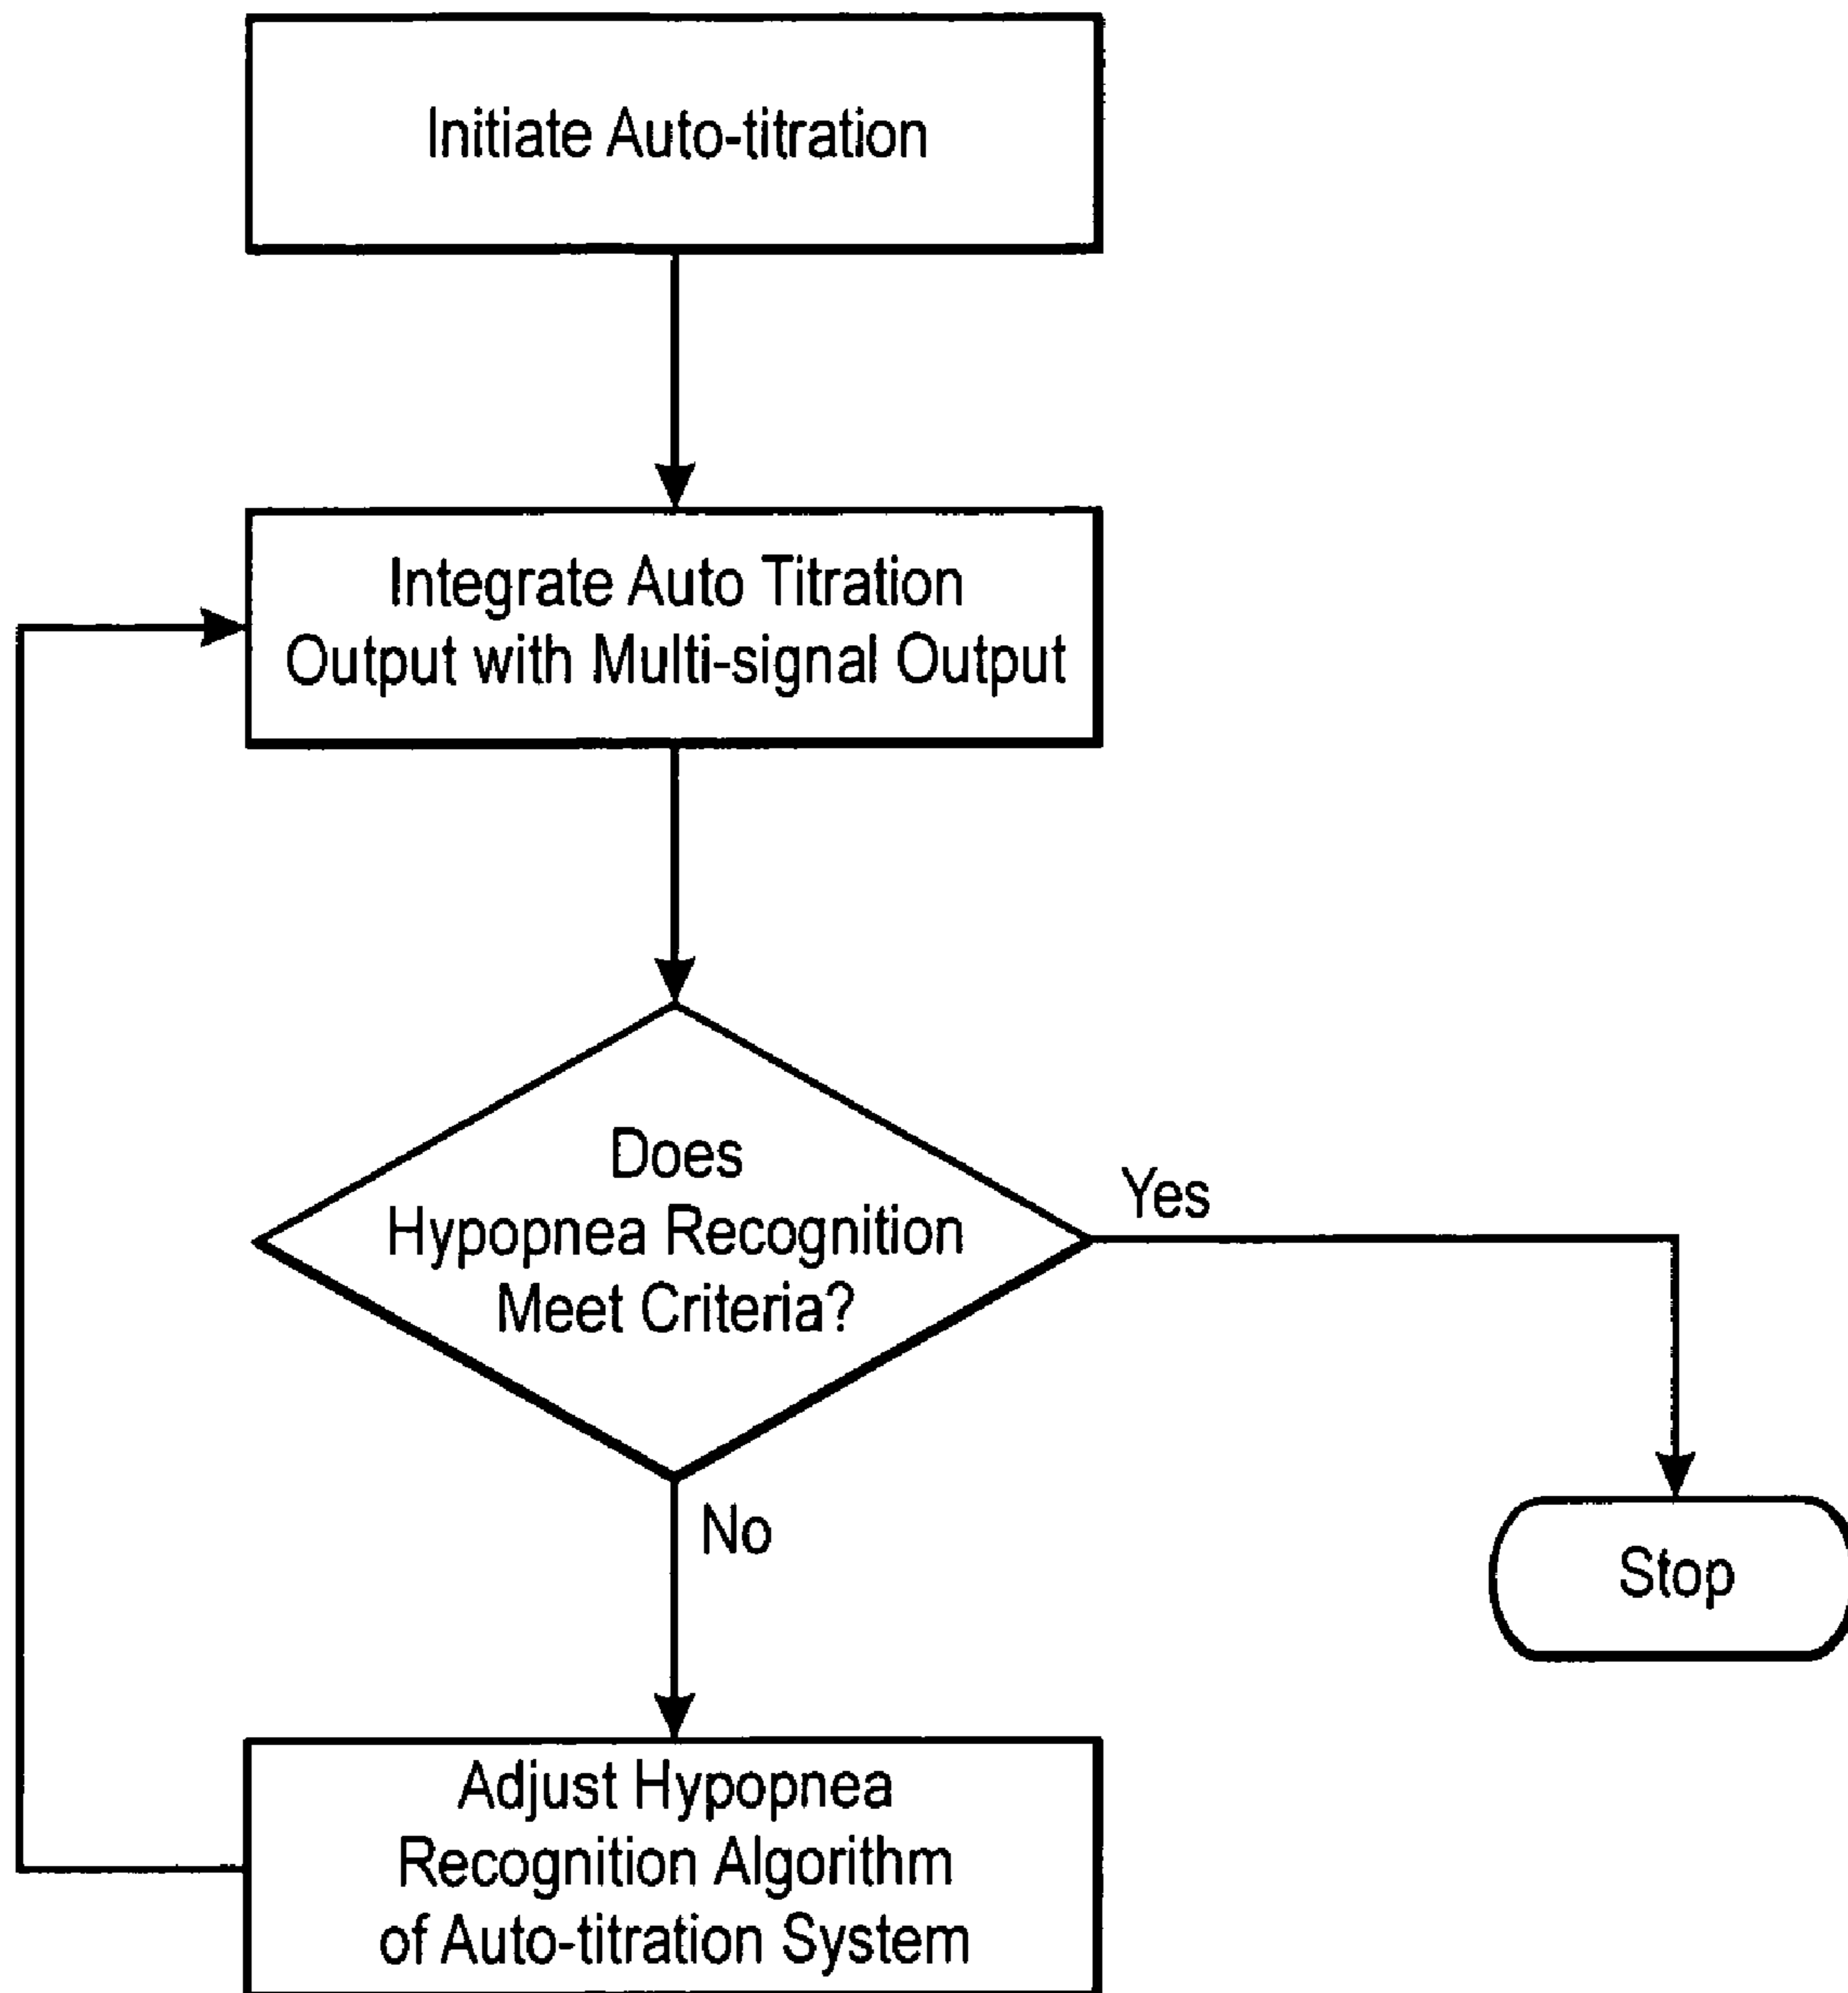 Initiate Auto-titration
Integrate Auto Titration
Output with Multi-signal Output
Does
Hypopnea Recognition
Meet Criteria?
Yes
No
Stop
Adjust Hypopnea
Recognition Algorithm
of Auto-titration System